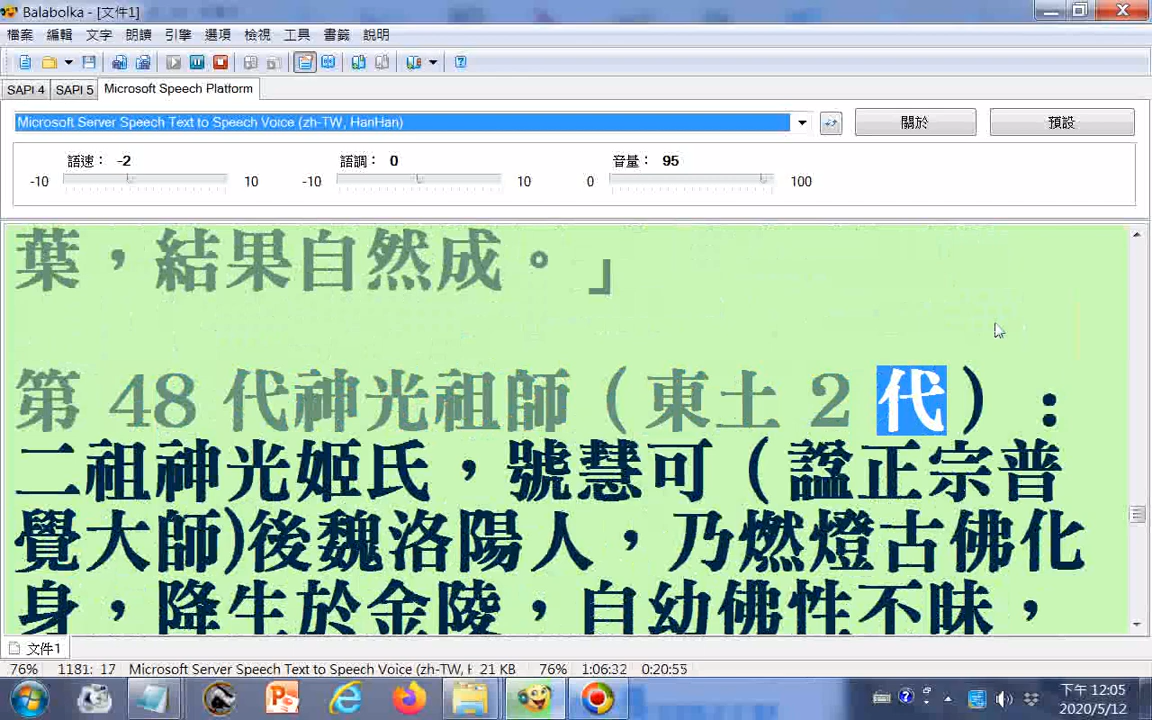 Balabolka - [文件1]
檔案 編輯 文字 朗讀 引擎 選項 檢視 工具 書籤 說明
SAPI 4 SAPI 5 Microsoft Speech Platform
Microsoft Server Speech Text to Speech Voice (zh-TW, HanHan)
關於 預設
語速： -2 語調： 0 音量： 95
-10 10 -10 10 0 100
葉，結果自然成。」
第 48 代神光祖師（東土 2 代）：
二祖神光姬氏，號慧可（諡正宗普
覺大師)後魏洛陽人，乃燃燈古佛化
身，降生於金陵，自幼佛性不昧，
文件1
76% 1181: 17 Microsoft Server Speech Text to Speech Voice (zh-TW, H 21 KB 76% 1:06:32 0:20:55
下午 12:05
2020/5/12